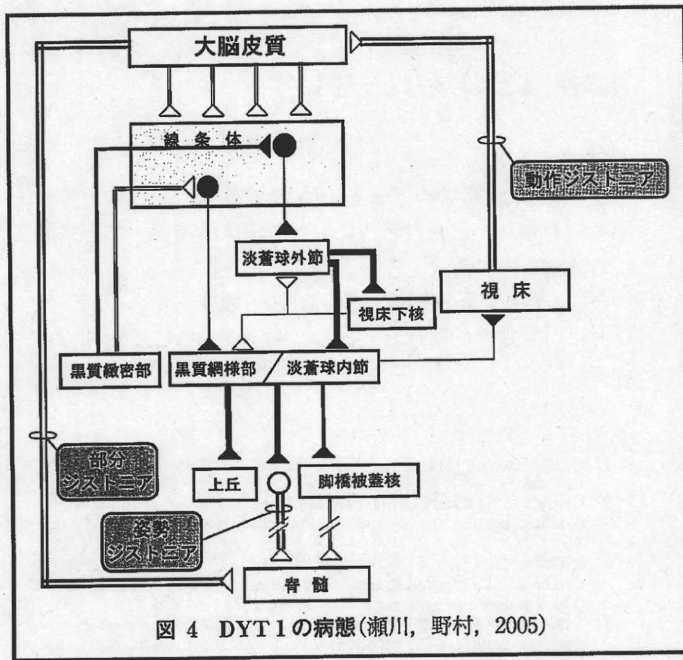 大脳皮質
線条体
動作ジストニア
淡蒼球外節
視床
視床下核
黒質緻密部
黒質網様部／淡蒼球内節
部分
ジストニア
上丘
脚橋被蓋核
姿勢
ジストニア
脊髄
図 4 DYT 1の病態(瀬川, 野村, 2005)